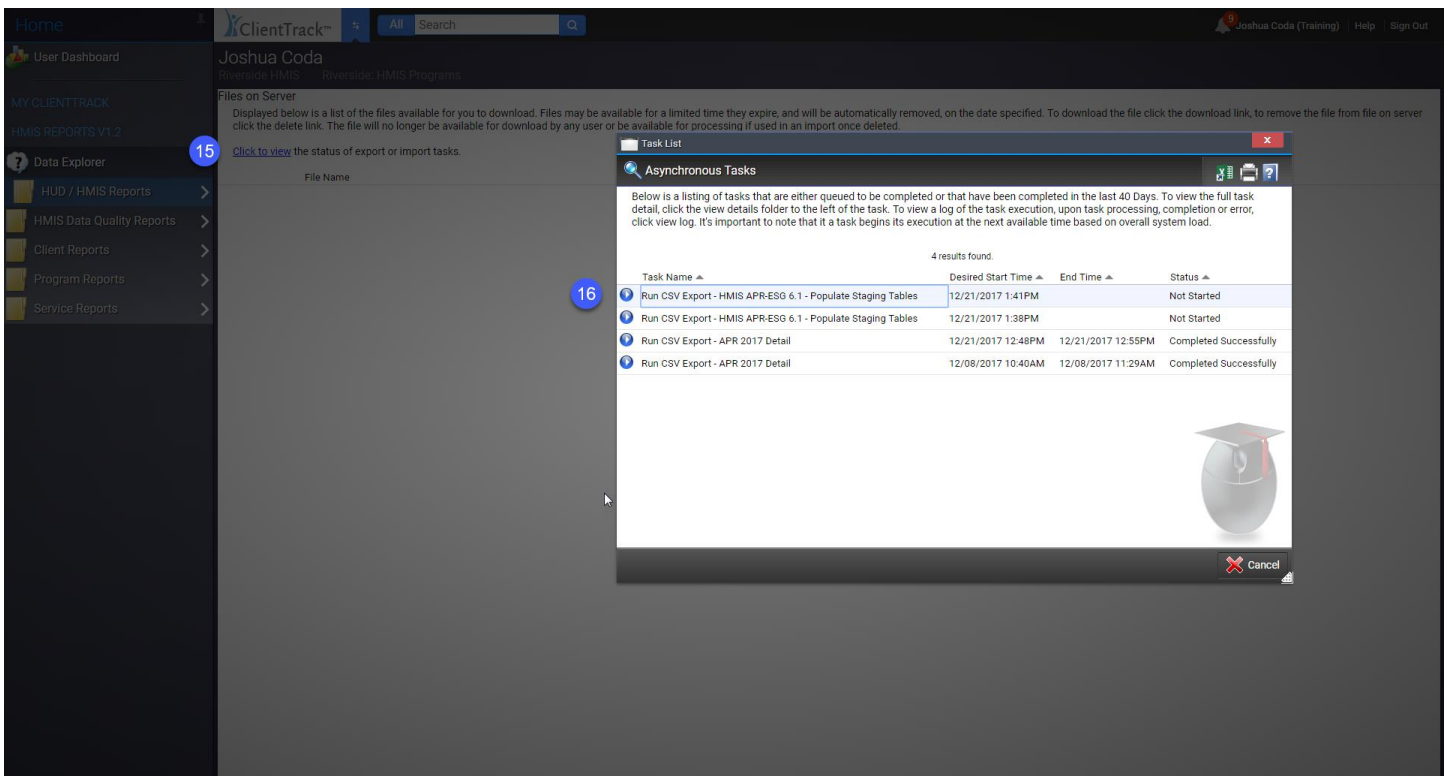 Home
ClientTrack™
All
Search
9
Joshua Coda (Training) | Help | Sign Out
User Dashboard
MY CLIENTTRACK
HMIS REPORTS V1.2
Data Explorer
HUD / HMIS Reports
HMIS Data Quality Reports
Client Reports
Program Reports
Service Reports
Joshua Coda
Riverside HMIS Riverside: HMIS Programs
Files on Server
Displayed below is a list of the files available for you to download. Files may be available for a limited time they expire, and will be automatically removed, on the date specified. To download the file click the download link, to remove the file from file on server
click the delete link. The file will no longer be available for download by any user or be available for processing if used in an import once deleted.
15
Click to view the status of export or import tasks.
File Name
Task List
x
Asynchronous Tasks
Below is a listing of tasks that are either queued to be completed or that have been completed in the last 40 Days. To view the full task
detail, click the view details folder to the left of the task. To view a log of the task execution, upon task processing, completion or error,
click view log. It's important to note that it a task begins its execution at the next available time based on overall system load.
4 results found.
Task Name Desired Start Time End Time Status
16
Run CSV Export - HMIS APR-ESG 6.1 - Populate Staging Tables 12/21/2017 1:41PM Not Started
Run CSV Export - HMIS APR-ESG 6.1 - Populate Staging Tables 12/21/2017 1:38PM Not Started
Run CSV Export - APR 2017 Detail 12/21/2017 12:48PM 12/21/2017 12:55PM Completed Successfully
Run CSV Export - APR 2017 Detail 12/08/2017 10:40AM 12/08/2017 11:29AM Completed Successfully
Cancel